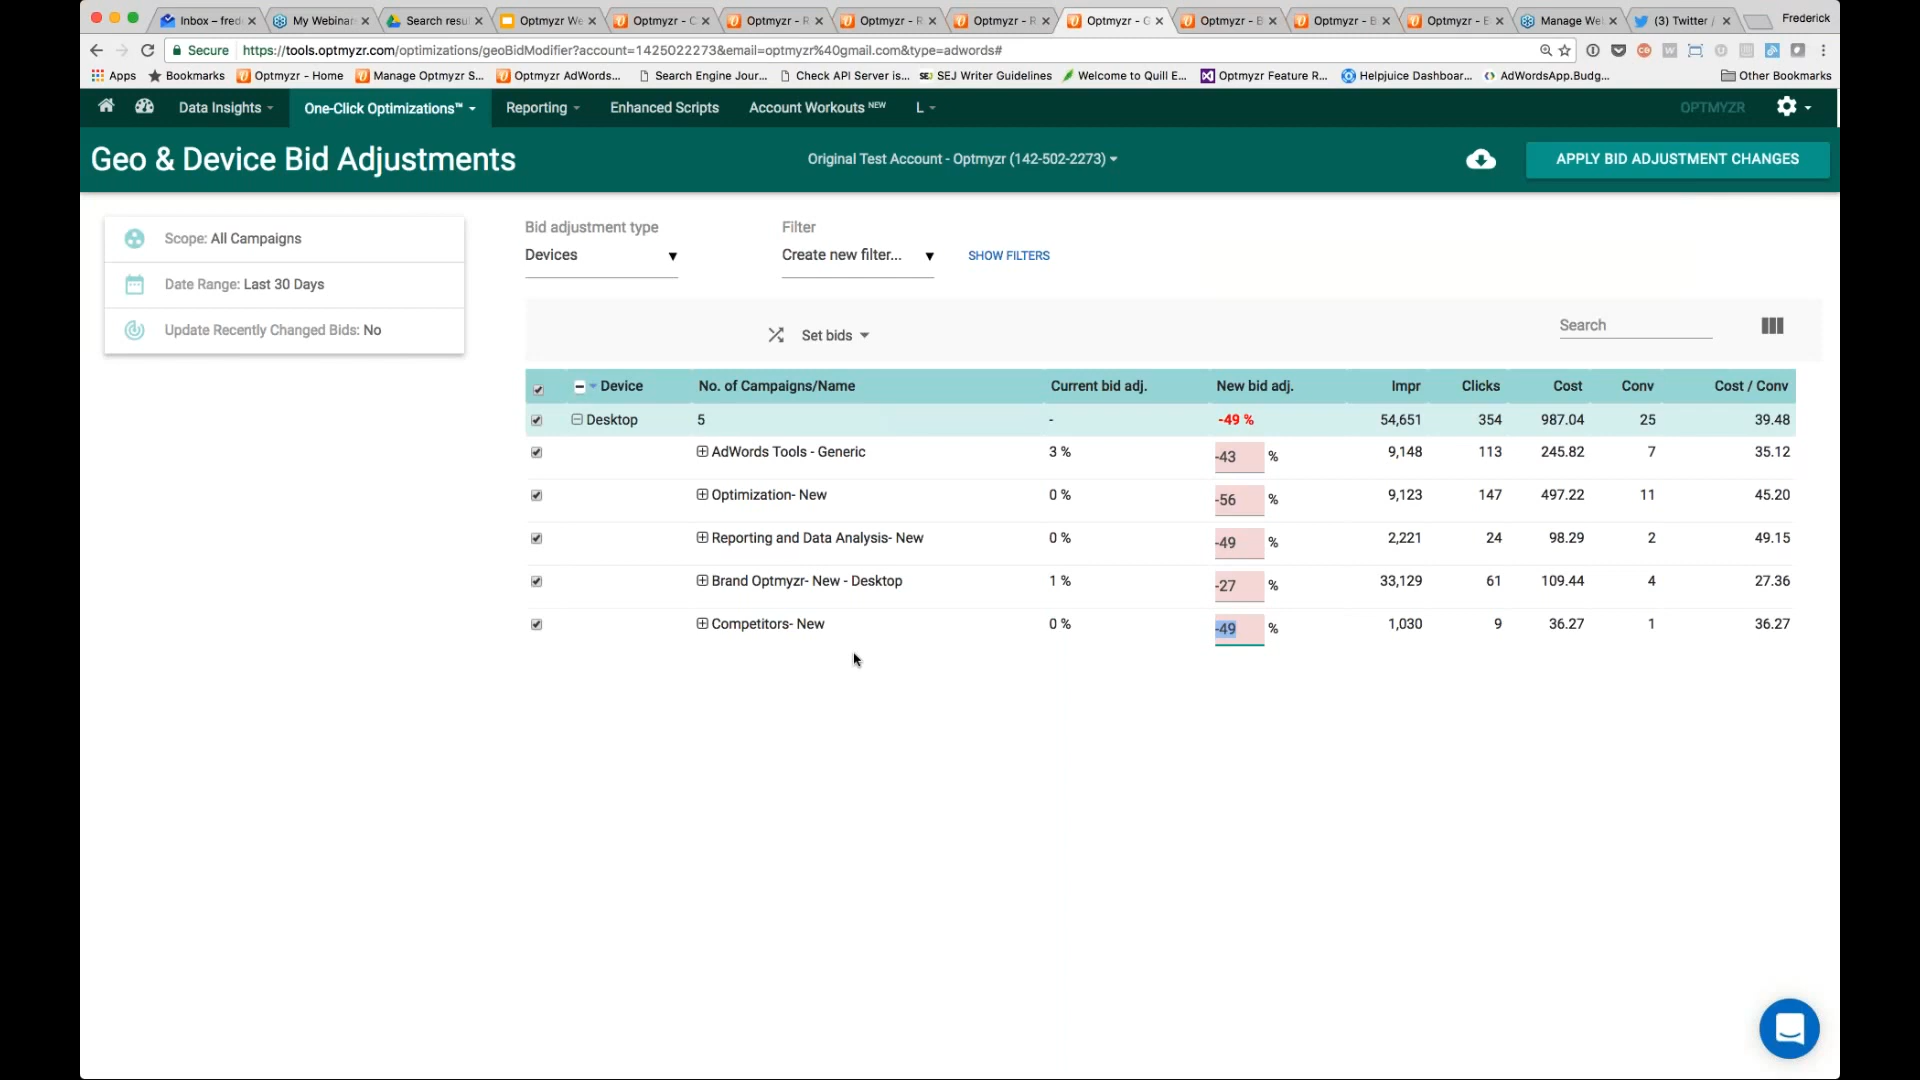 Inbox – fred
My Webinar
Search resul
Optmyzr We
Optmyzr - C
Optmyzr - R
Optmyzr - R
Optmyzr - R
Optmyzr - G
Optmyzr - B
Optmyzr - B
Optmyzr - E
Manage We
(3) Twitter /
Frederick
Secure https://tools.optmyzr.com/optimizations/geoBidModifier?account=1425022273&email=optmyzr%40gmail.com&type=adwords#
Apps Bookmarks Optmyzr - Home Manage Optmyzr S... Optmyzr AdWords... Search Engine Jour... Check API Server is... SEJ SEJ Writer Guidelines Welcome to Quill E... Optmyzr Feature R... Helpjuice Dashboar... AdWordsApp.Budg... Other Bookmarks
Data Insights One-Click Optimizations™ Reporting Enhanced Scripts Account Workouts NEW L OPTMYZR
Geo & Device Bid Adjustments Original Test Account - Optmyzr (142-502-2273) APPLY BID ADJUSTMENT CHANGES
Scope: All Campaigns
Date Range: Last 30 Days
Update Recently Changed Bids: No
Bid adjustment type Filter
Devices Create new filter... SHOW FILTERS
Set bids Search
Device No. of Campaigns/Name Current bid adj. New bid adj. Impr Clicks Cost Conv Cost / Conv
Desktop 5 - -49 % 54,651 354 987.04 25 39.48
AdWords Tools - Generic 3 % -43 % 9,148 113 245.82 7 35.12
Optimization- New 0 % -56 % 9,123 147 497.22 11 45.20
Reporting and Data Analysis- New 0 % -49 % 2,221 24 98.29 2 49.15
Brand Optmyzr- New - Desktop 1 % -27 % 33,129 61 109.44 4 27.36
Competitors- New 0 % -49 % 1,030 9 36.27 1 36.27